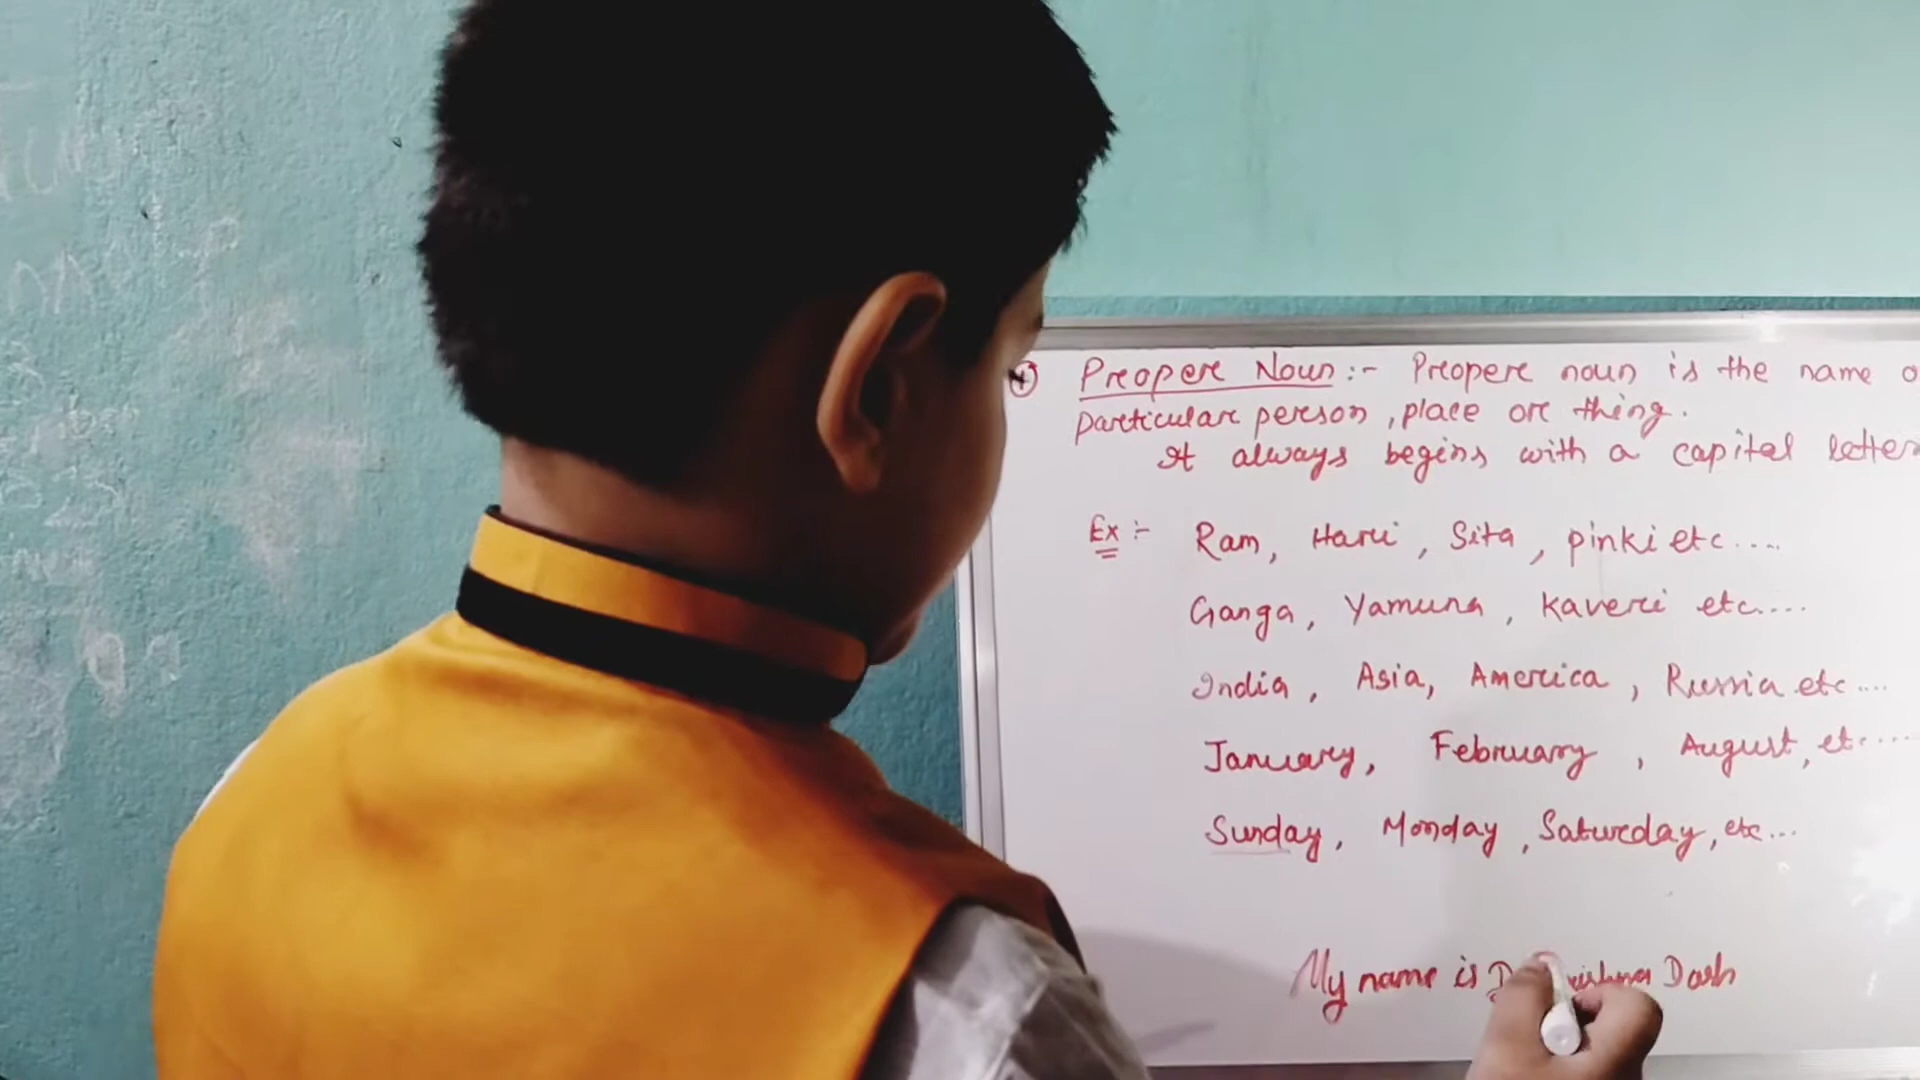 Proper Noun :- Proper noun is the name o
particular person, place or thing.
It always begins with a capital letter
Ex :- Ram, Hari, Sita, pinki etc....
Ganga, Yamuna, Kaveri etc....
India, Asia, America, Russia etc....
January, February, August, etc....
Sunday, Monday, Saturday, etc...
My name is Dash